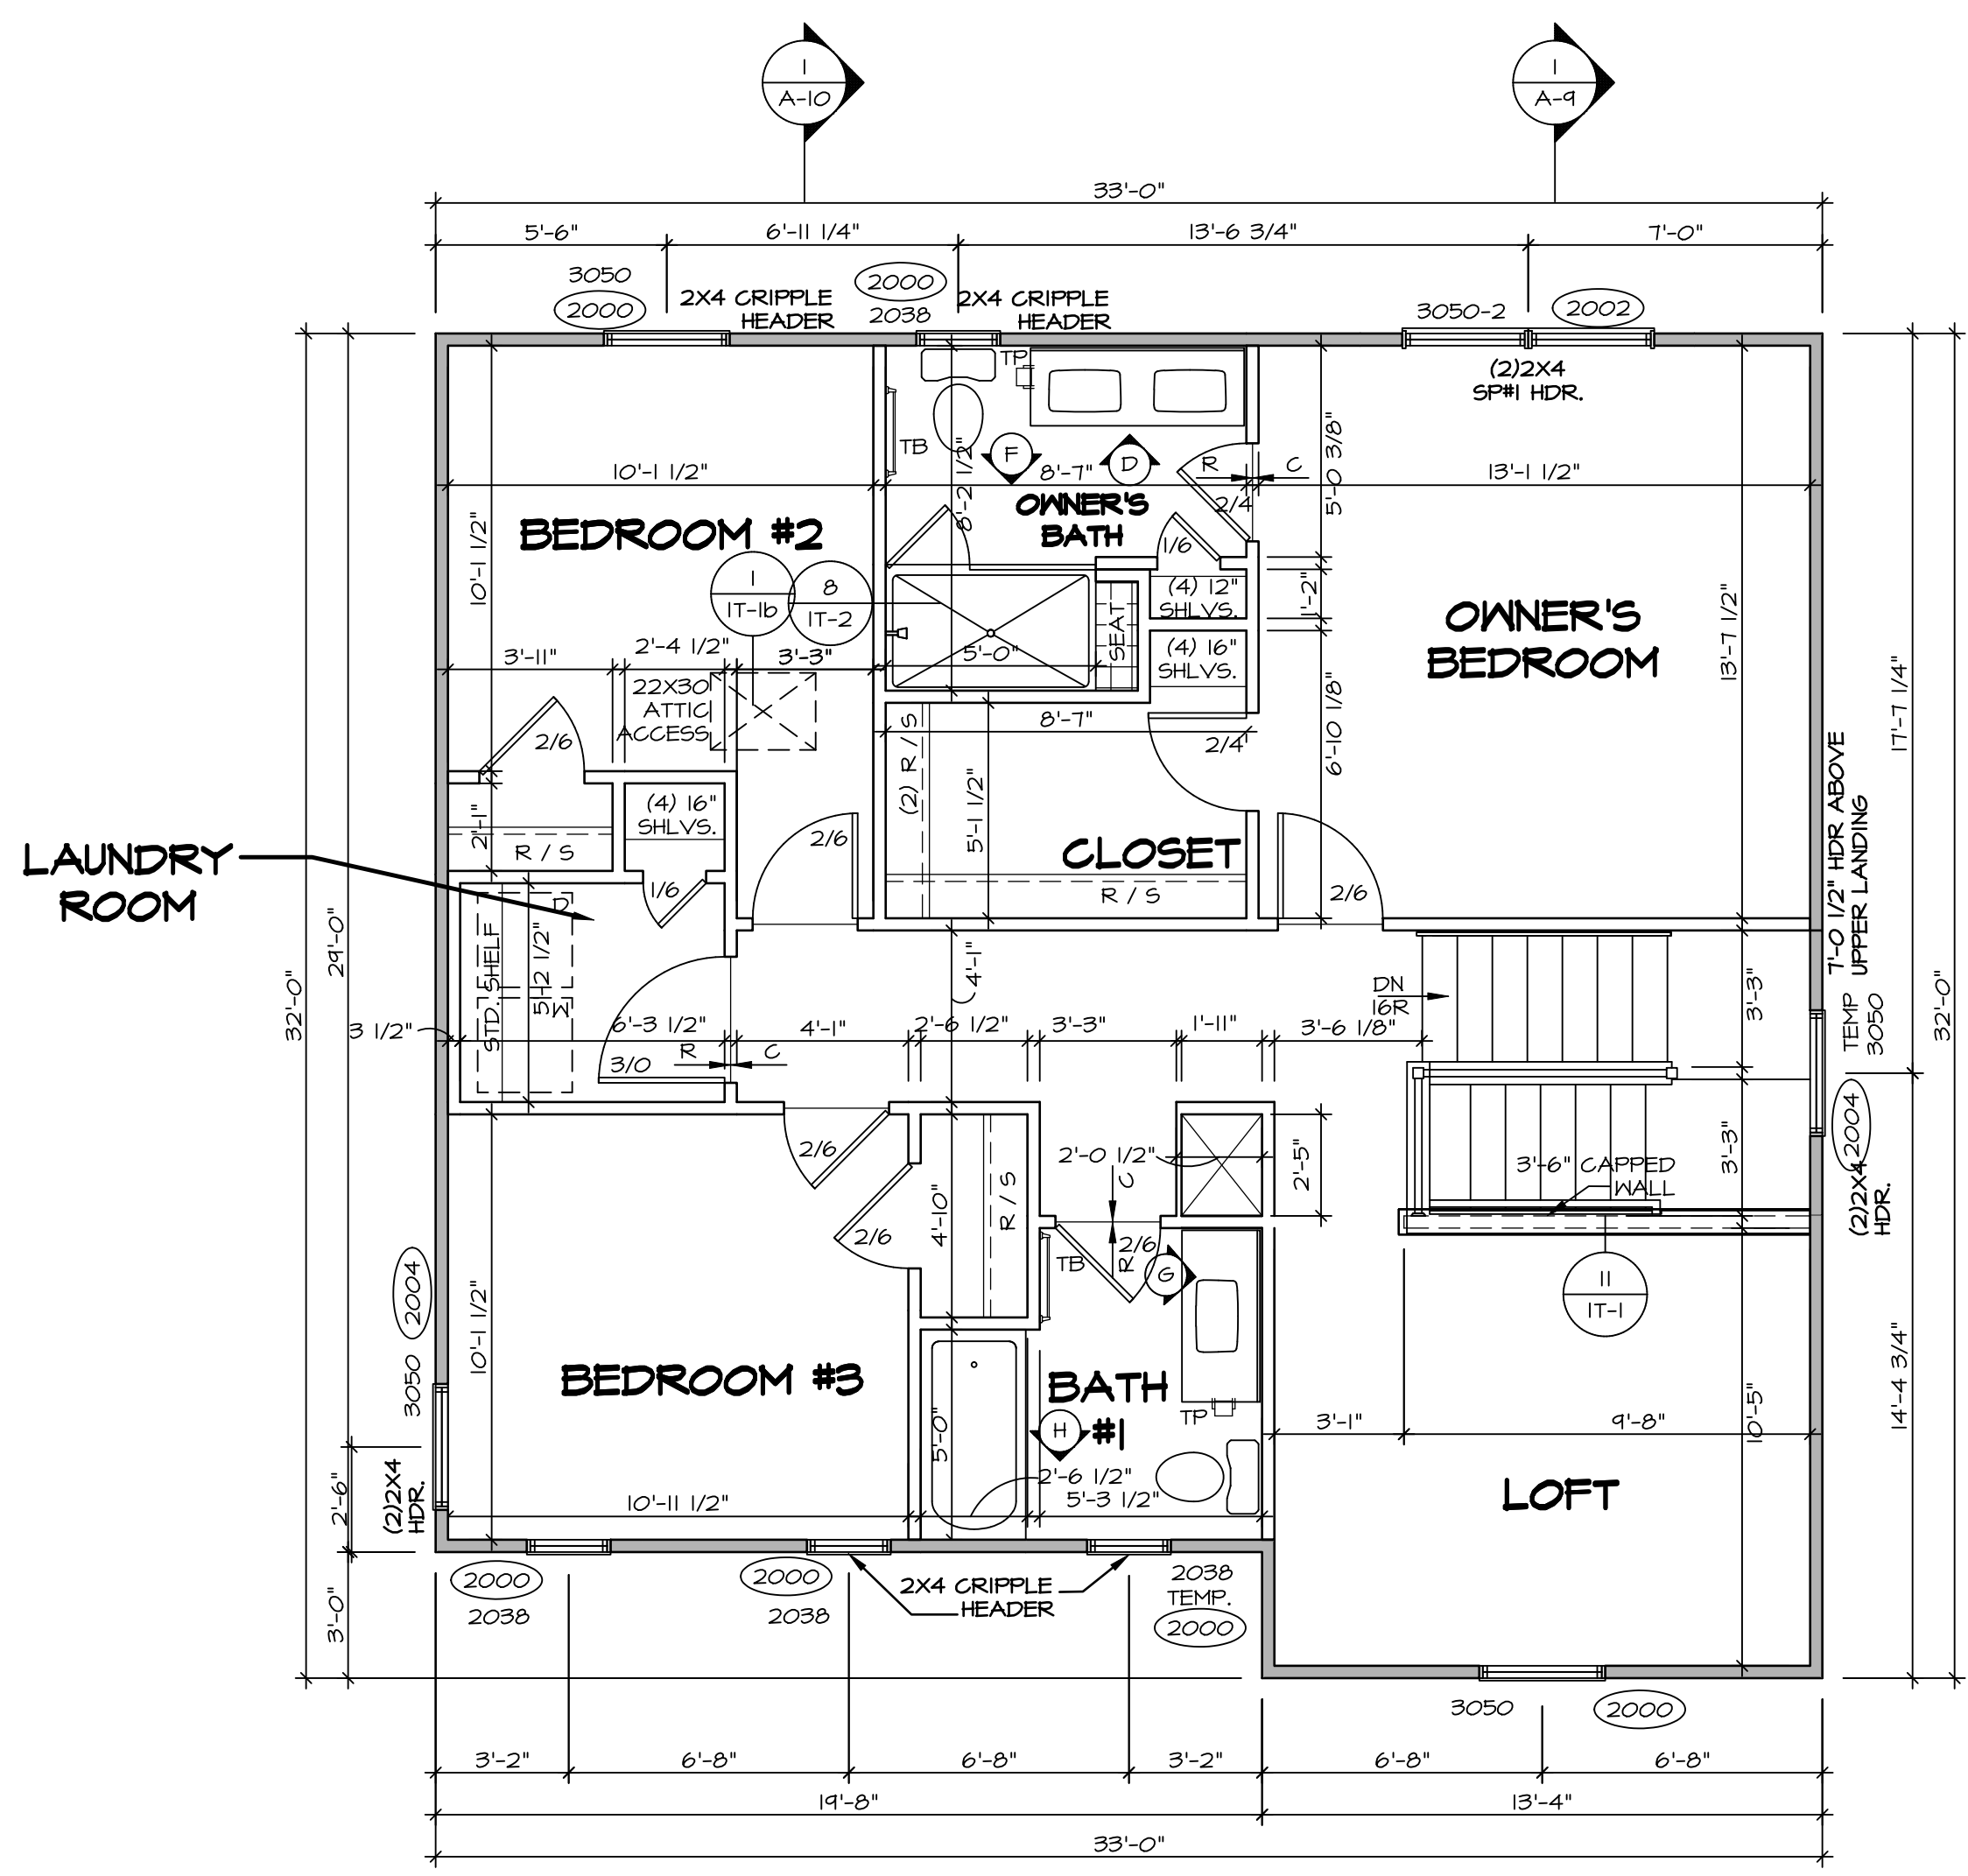 1
A-10
1
A-9
33'-0"
5'-6"
6'-11 1/4"
13'-6 3/4"
7'-0"
3050
2000
2X4 CRIPPLE
HEADER
2000
2038
2X4 CRIPPLE
HEADER
3050-2
2002
(2)2X4
SP#1 HDR.
TP
TB
F
D
R
C
10'-1 1/2"
8'-2 1/2"
8'-7"
5'-0 3/8"
13'-1 1/2"
2/4
OWNER'S
BATH
BEDROOM #2
10'-1 1/2"
1/6
1
IT-1b
8
IT-2
(4) 12"
SHLVS.
1'-2"
SEAT
OWNER'S
BEDROOM
13'-7 1/2"
3'-11"
2'-4 1/2"
3'-3"
5'-0"
(4) 16"
SHLVS.
22X30
ATTIC
ACCESS
2/6
(2) R / S
8'-7"
2/4
6'-10 1/8"
17'-7 1/4"
7'-0 1/2" HDR ABOVE
UPPER LANDING
(4) 16"
SHLVS.
2'-1"
R / S
2/6
5'-1 1/2"
CLOSET
R / S
2/6
LAUNDRY
ROOM
1/6
D
STD. SHELF
5'-2 1/2"
W
29'-0"
32'-0"
3 1/2"
6'-3 1/2"
3/0
R
C
4'-1"
4'-1"
2'-6 1/2"
3'-3"
1'-11"
3'-6 1/8"
DN
16R
3'-3"
TEMP
3050
32'-0"
2004
(2)2X4
HDR.
2/6
2/6
4'-10"
R / S
2'-0 1/2"
C
R
2/6
TB
G
2'-5"
3'-6" CAPPED
WALL
3'-3"
11
IT-1
2004
3050
10'-1 1/2"
BEDROOM #3
BATH
#1
H
TP
5'-0"
2'-6 1/2"
5'-3 1/2"
10'-11 1/2"
3'-1"
9'-8"
10'-5"
14'-4 3/4"
LOFT
2'-6"
(2)2X4
HDR.
3'-0"
2000
2038
2000
2038
2X4 CRIPPLE
HEADER
2038
TEMP.
2000
3050
2000
3'-2"
6'-8"
6'-8"
3'-2"
6'-8"
6'-8"
19'-8"
13'-4"
33'-0"